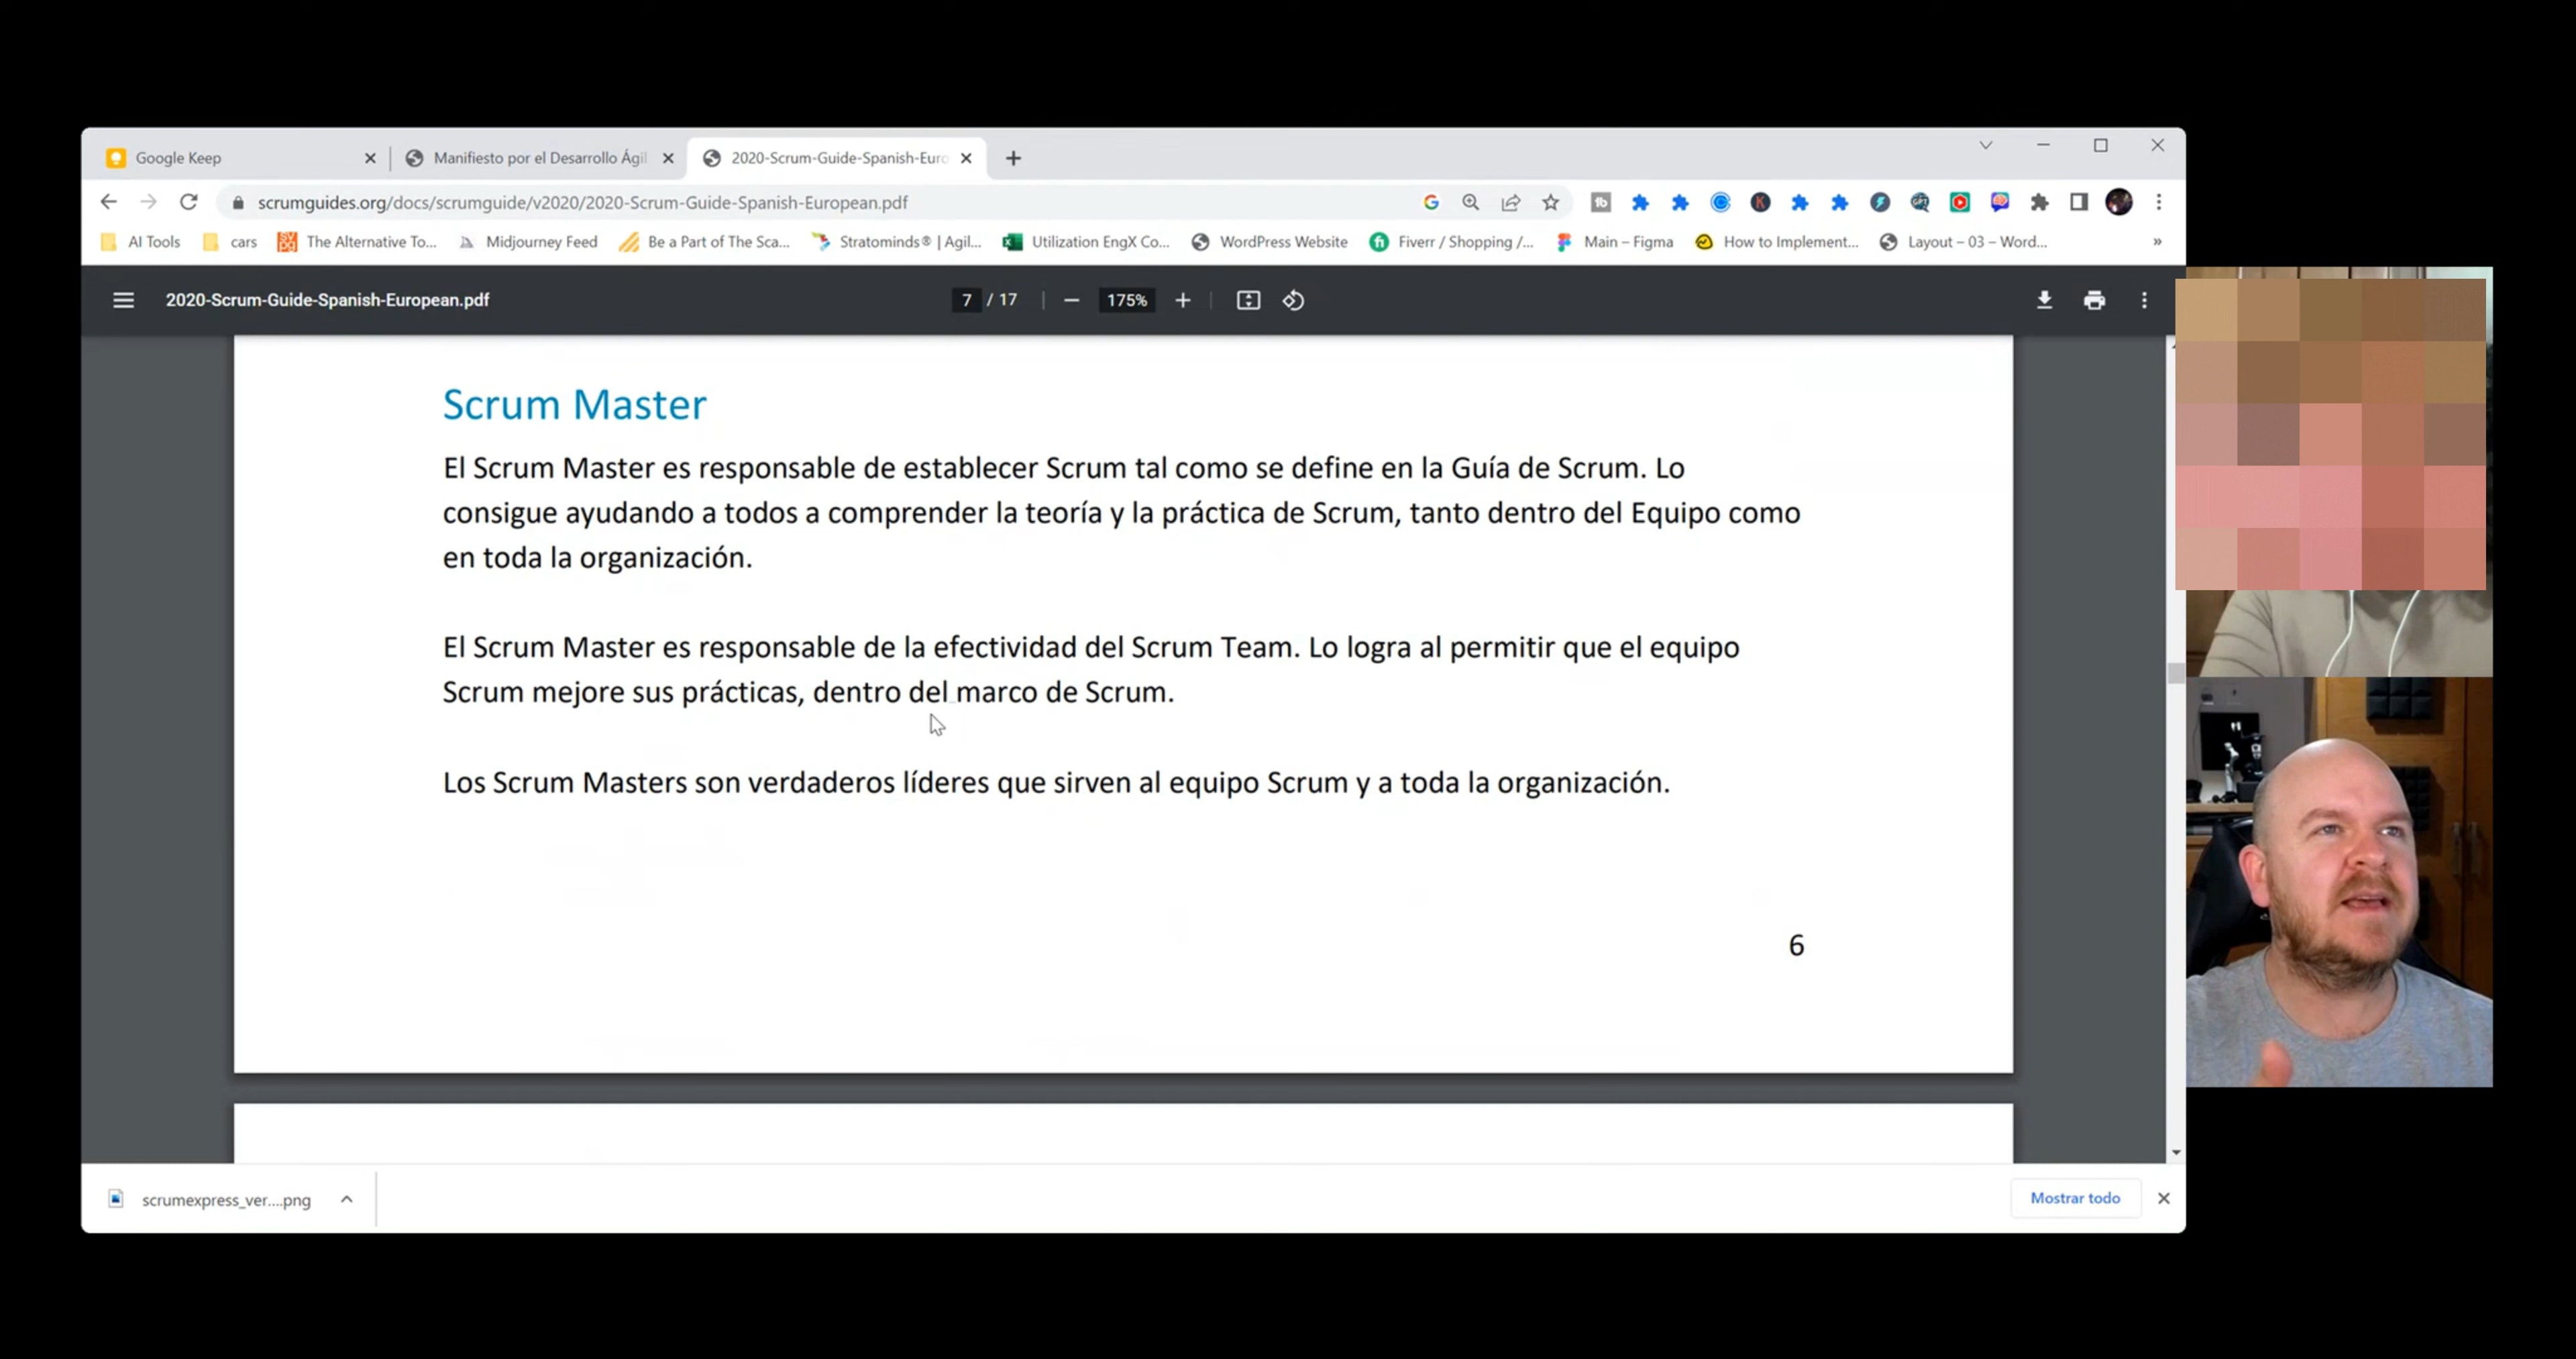 Google Keep
Manifiesto por el Desarrollo Ágil
2020-Scrum-Guide-Spanish-Euro
scrumguides.org/docs/scrumguide/v2020/2020-Scrum-Guide-Spanish-European.pdf
AI Tools
cars
The Alternative To...
Midjourney Feed
Be a Part of The Sca...
Stratominds® | Agil...
Utilization EngX Co...
WordPress Website
Fiverr / Shopping /...
Main – Figma
How to Implement...
Layout – 03 – Word...
2020-Scrum-Guide-Spanish-European.pdf
7 / 17
175%
Scrum Master
El Scrum Master es responsable de establecer Scrum tal como se define en la Guía de Scrum. Lo
consigue ayudando a todos a comprender la teoría y la práctica de Scrum, tanto dentro del Equipo como
en toda la organización.
El Scrum Master es responsable de la efectividad del Scrum Team. Lo logra al permitir que el equipo
Scrum mejore sus prácticas, dentro del marco de Scrum.
Los Scrum Masters son verdaderos líderes que sirven al equipo Scrum y a toda la organización.
6
scrumexpress_ver....png
Mostrar todo